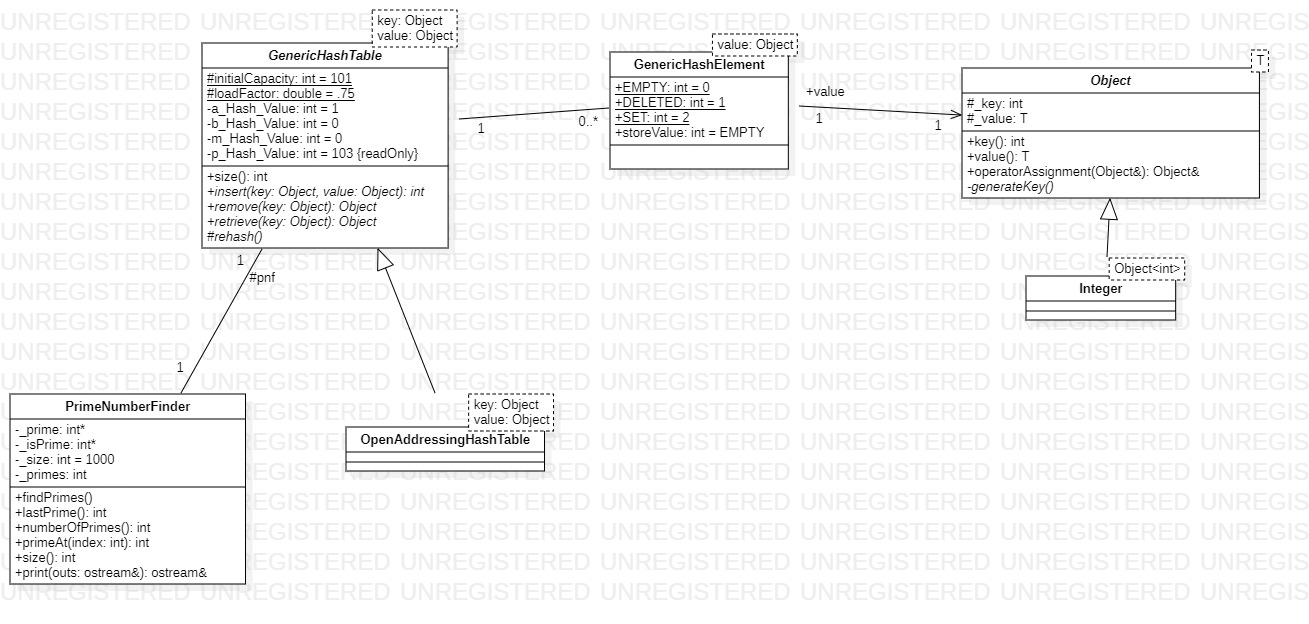 key: Object
value: Object
GenericHashTable
#initialCapacity: int = 101
#loadFactor: double = .75
-a_Hash_Value: int = 1
-b_Hash_Value: int = 0
-m_Hash_Value: int = 0
-p_Hash_Value: int = 103 {readOnly}
+size(): int
+insert(key: Object, value: Object): int
+remove(key: Object): Object
+retrieve(key: Object): Object
#rehash()
1
0..*
value: Object
GenericHashElement
+EMPTY: int = 0
+DELETED: int = 1
+SET: int = 2
+storeValue: int = EMPTY
+value
1
1
T
Object
#_key: int
#_value: T
+key(): int
+value(): T
+operatorAssignment(Object&): Object&
-generateKey()
Object<int>
Integer
1
#pnf
1
PrimeNumberFinder
-_prime: int*
-_isPrime: int*
-_size: int = 1000
-_primes: int
+findPrimes()
+lastPrime(): int
+numberOfPrimes(): int
+primeAt(index: int): int
+size(): int
+print(outs: ostream&): ostream&
key: Object
value: Object
OpenAddressingHashTable
UNREGISTERED UNREGISTERED UNREGISTERED UNREGISTERED UNREGISTERED UNREGISTERED UNREGIS